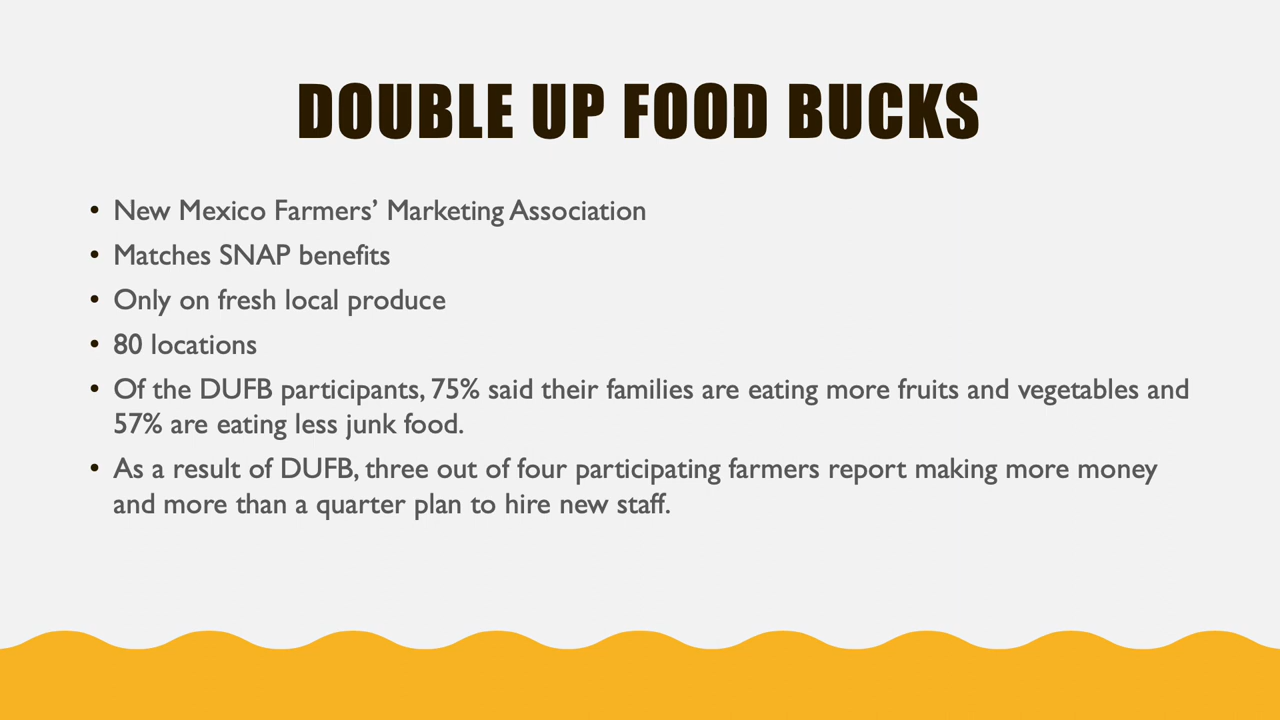 DOUBLE UP FOOD BUCKS
• New Mexico Farmers’ Marketing Association
• Matches SNAP benefits
• Only on fresh local produce
• 80 locations
• Of the DUFB participants, 75% said their families are eating more fruits and vegetables and
57% are eating less junk food.
• As a result of DUFB, three out of four participating farmers report making more money
and more than a quarter plan to hire new staff.